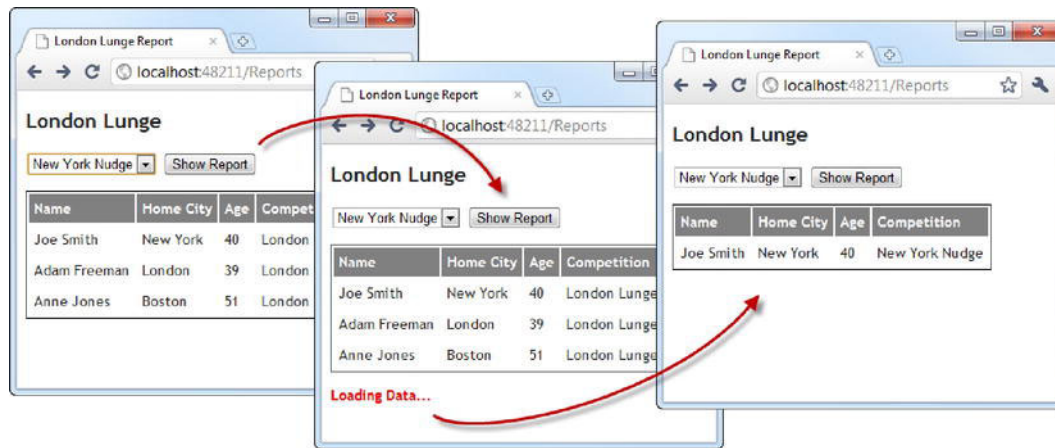 London Lunge Report
localhost:48211/Reports
London Lunge
New York Nudge Show Report
Name Home City Age Compet
Joe Smith New York 40 London
Adam Freeman London 39 London
Anne Jones Boston 51 London
London Lunge Report
localhost:48211/Reports
London Lunge
New York Nudge Show Report
Name Home City Age Competition
Joe Smith New York 40 London Lunge
Adam Freeman London 39 London Lunge
Anne Jones Boston 51 London Lunge
Loading Data...
London Lunge Report
localhost:48211/Reports
London Lunge
New York Nudge Show Report
Name Home City Age Competition
Joe Smith New York 40 New York Nudge